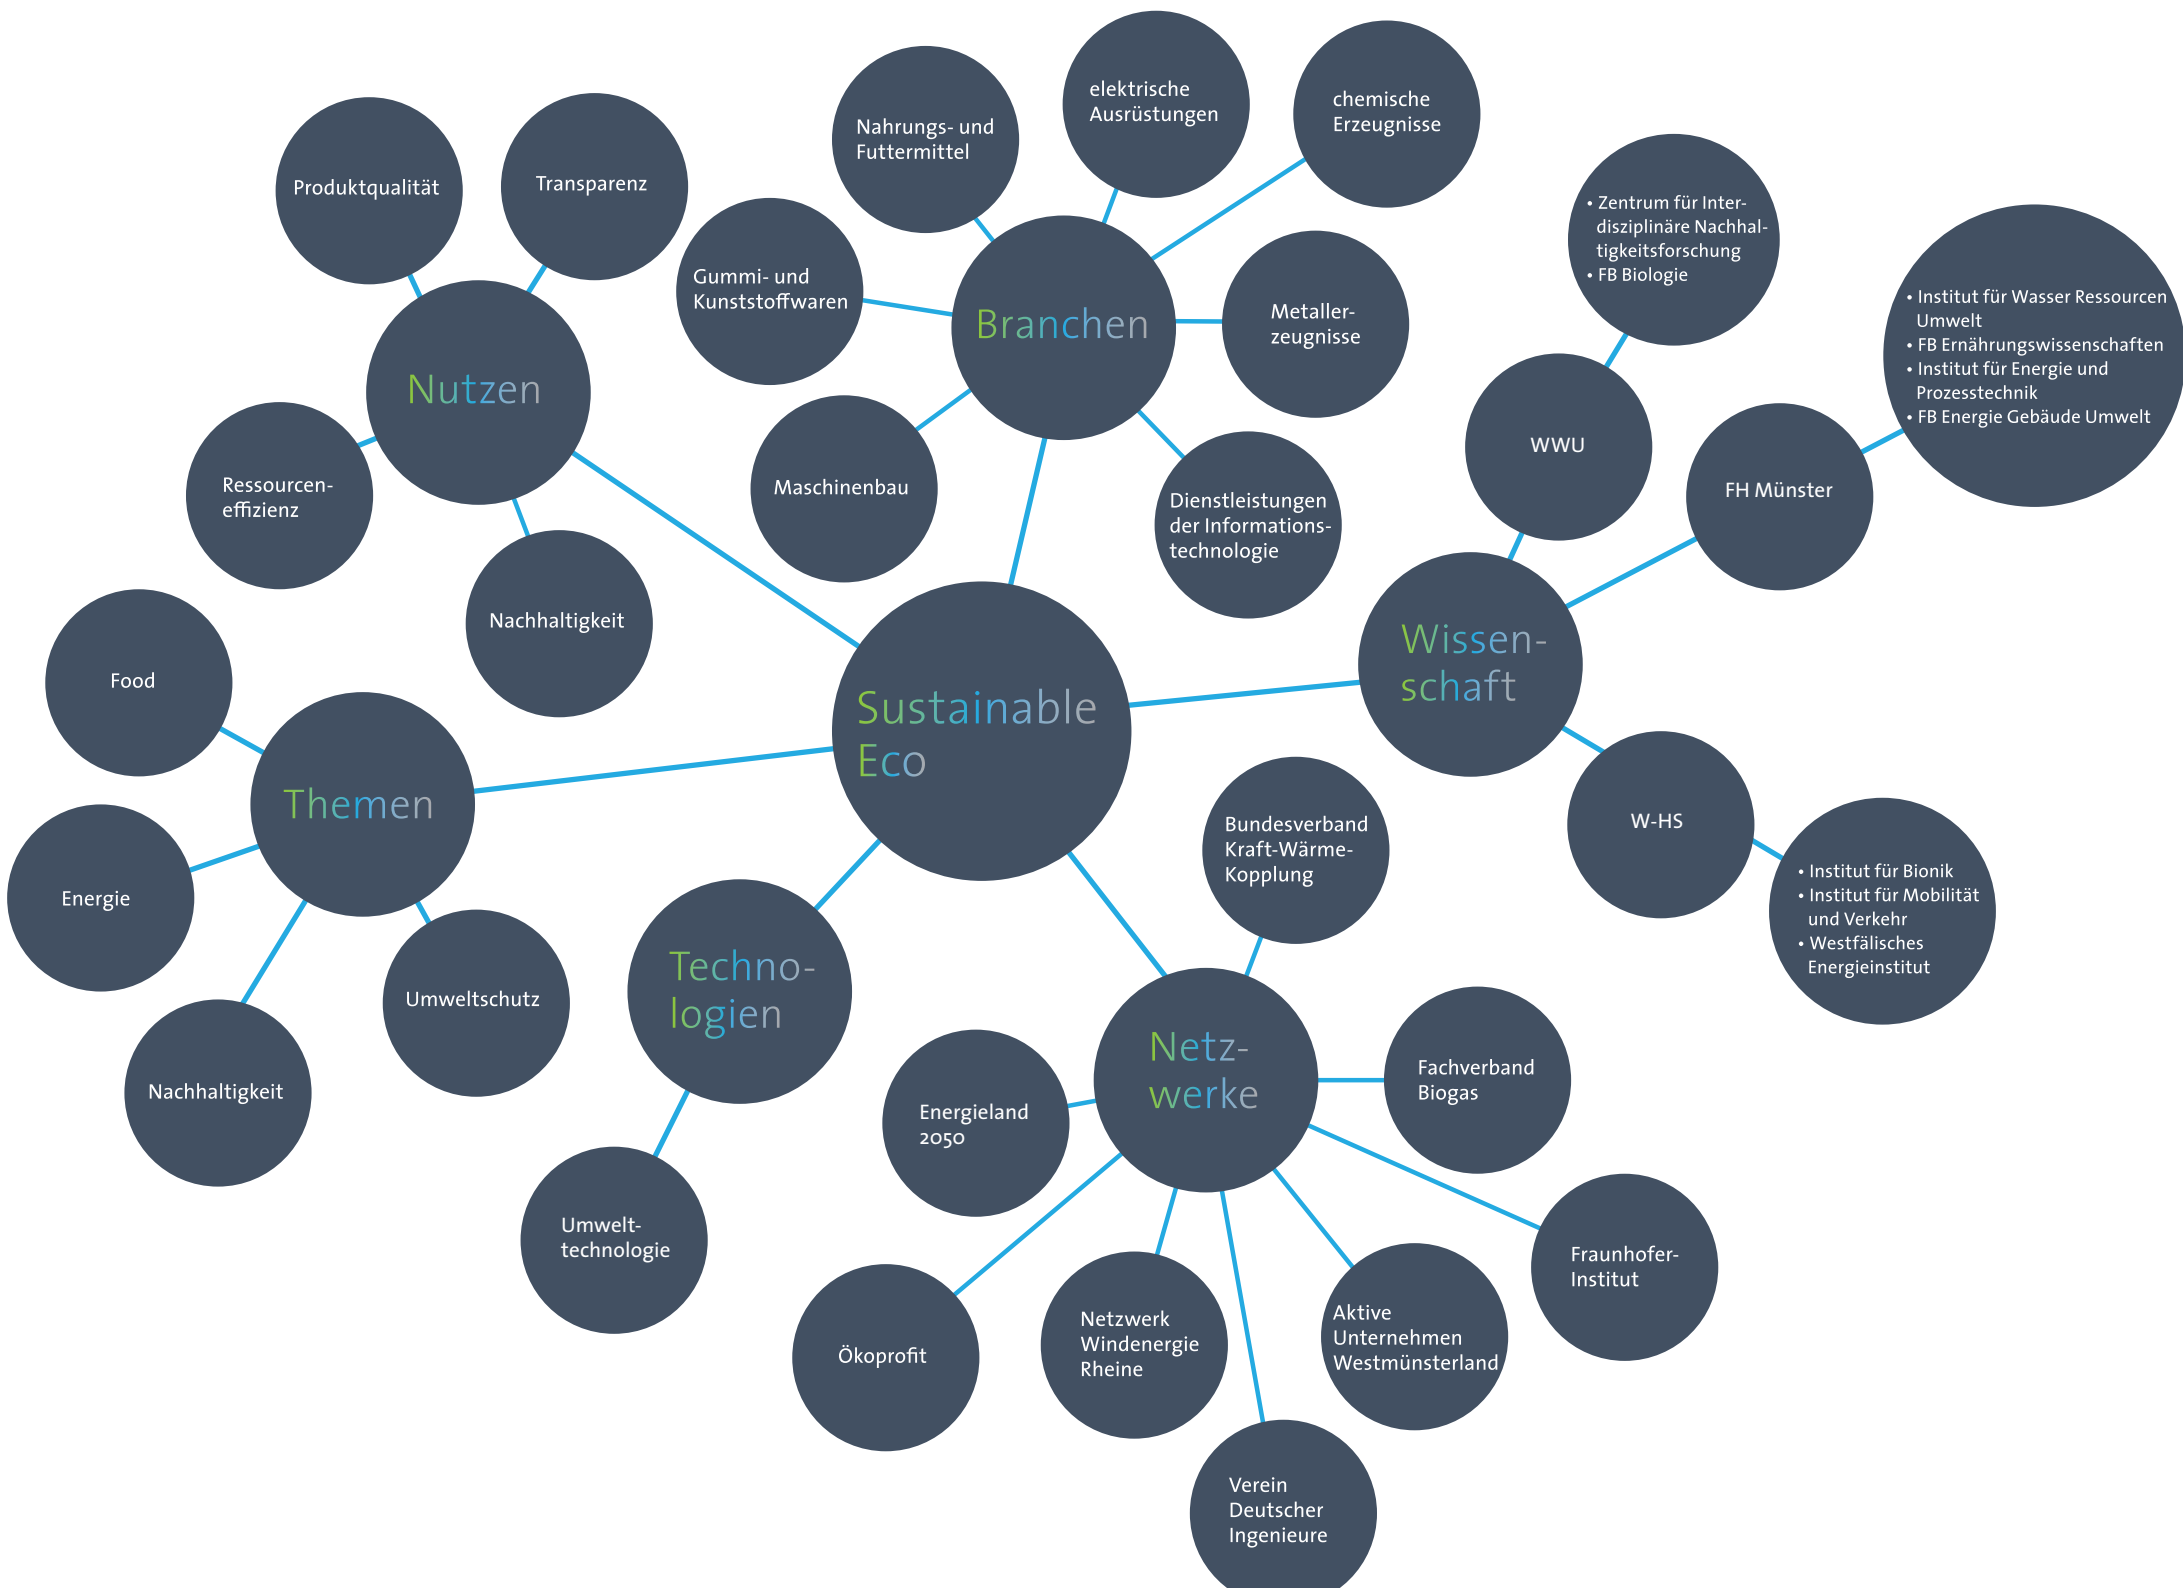 elektrische
Ausrüstungen
chemische
Erzeugnisse
Nahrungs- und
Futtermittel
Produktqualität
Transparenz
Gummi- und
Kunststoffwaren
Branchen
Metaller-
zeugnisse
Maschinenbau
Dienstleistungen
der Informations-
technologie
Nutzen
Ressourcen-
effizienz
Nachhaltigkeit
• Zentrum für Inter-
disziplinäre Nachhal-
tigkeitsforschung
• FB Biologie
• Institut für Wasser Ressourcen
Umwelt
• FB Ernährungswissenschaften
• Institut für Energie und
Prozesstechnik
• FB Energie Gebäude Umwelt
WWU
FH Münster
Wissen-
schaft
W-HS
• Institut für Bionik
• Institut für Mobilität
und Verkehr
• Westfälisches
Energieinstitut
Sustainable
Eco
Food
Themen
Energie
Nachhaltigkeit
Umweltschutz
Techno-
logien
Umwelt-
technologie
Bundesverband
Kraft-Wärme-
Kopplung
Netz-
werke
Fachverband
Biogas
Energieland
2050
Ökoprofit
Netzwerk
Windenergie
Rheine
Aktive
Unternehmen
Westmünsterland
Fraunhofer-
Institut
Verein
Deutscher
Ingenieure